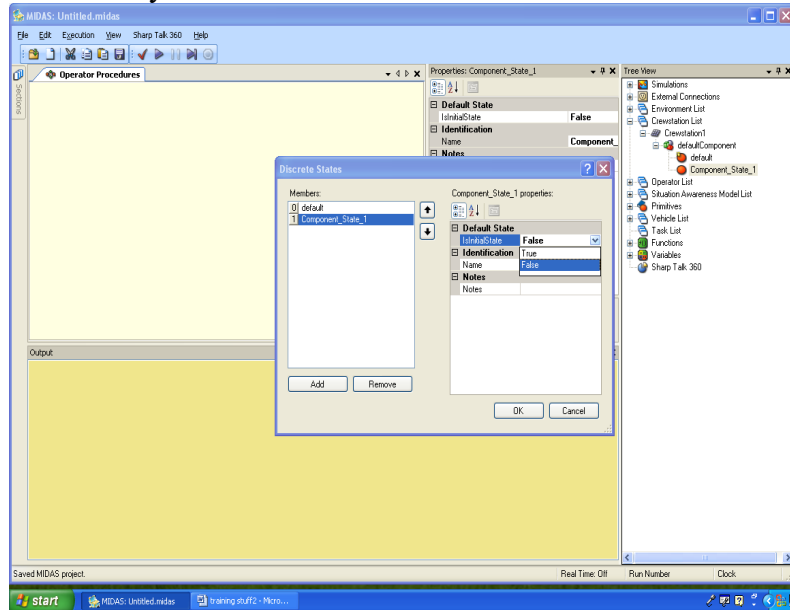 MIDAS: Untitled.midas
File Edit Execution View Sharp Talk 360 Help
Operator Procedures
Sections
Properties: Component_State_1
Default State
IsInitialState False
Identification
Name Component_
Notes
Tree View
Simulations
External Connections
Environment List
Crewstation List
Crewstation1
defaultComponent
default
Component_State_1
Operator List
Situation Awareness Model List
Primitives
Vehicle List
Task List
Functions
Variables
Sharp Talk 360
Discrete States
Members:
0 default
1 Component_State_1
Add Remove
Component_State_1 properties:
Default State
IsInitialState False
True
False
Identification
Name
Notes
Notes
OK Cancel
Output
Saved MIDAS project.
Real Time: Off Run Number Clock
start MIDAS: Untitled.midas training stuff2 - Micro...